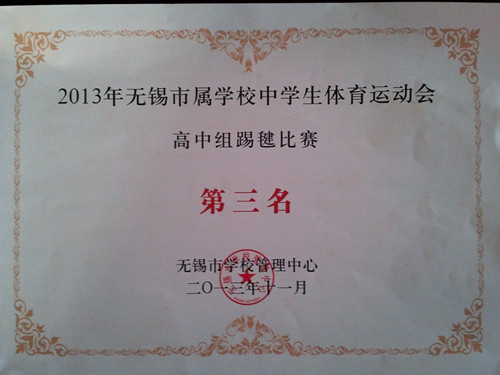 2013年无锡市属学校中学生体育运动会
高中组踢毽比赛
第三名
无锡市学校管理中心
二〇一三年十一月